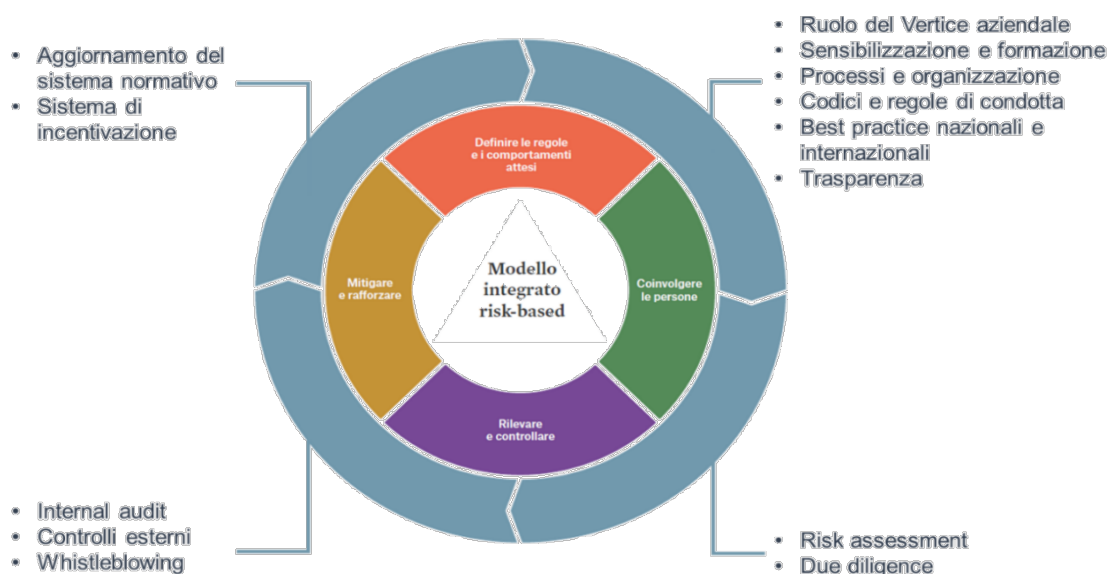 • Aggiornamento del
sistema normativo
• Sistema di
incentivazione
• Ruolo del Vertice aziendale
• Sensibilizzazione e formazione
• Processi e organizzazione
• Codici e regole di condotta
• Best practice nazionali e
internazionali
• Trasparenza
Definire le regole
e i comportamenti
attesi
Mitigare
e rafforzare
Modello
integrato
risk-based
Coinvolgere
le persone
Rilevare
e controllare
• Internal audit
• Controlli esterni
• Whistleblowing
• Risk assessment
• Due diligence